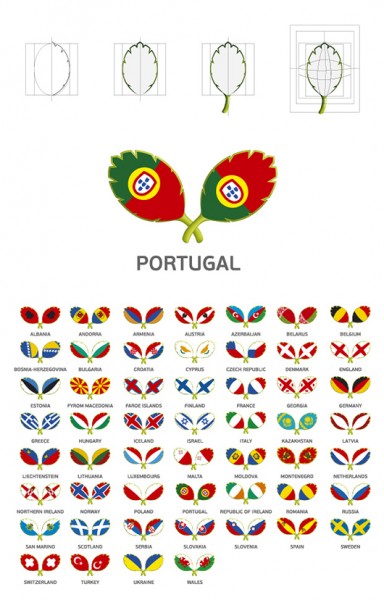 PORTUGAL
ALBANIA ANDORRA ARMENIA AUSTRIA AZERBAIJAN BELARUS BELGIUM
BOSNIA-HERZEGOVINA BULGARIA CROATIA CYPRUS CZECH REPUBLIC DENMARK ENGLAND
ESTONIA FYROM MACEDONIA FAROE ISLANDS FINLAND FRANCE GEORGIA GERMANY
GREECE HUNGARY ICELAND ISRAEL ITALY KAZAKHSTAN LATVIA
LIECHTENSTEIN LITHUANIA LUXEMBOURG MALTA MOLDOVA MONTENEGRO NETHERLANDS
NORTHERN IRELAND NORWAY POLAND PORTUGAL REPUBLIC OF IRELAND ROMANIA RUSSIA
SAN MARINO SCOTLAND SERBIA SLOVAKIA SLOVENIA SPAIN SWEDEN
SWITZERLAND TURKEY UKRAINE WALES